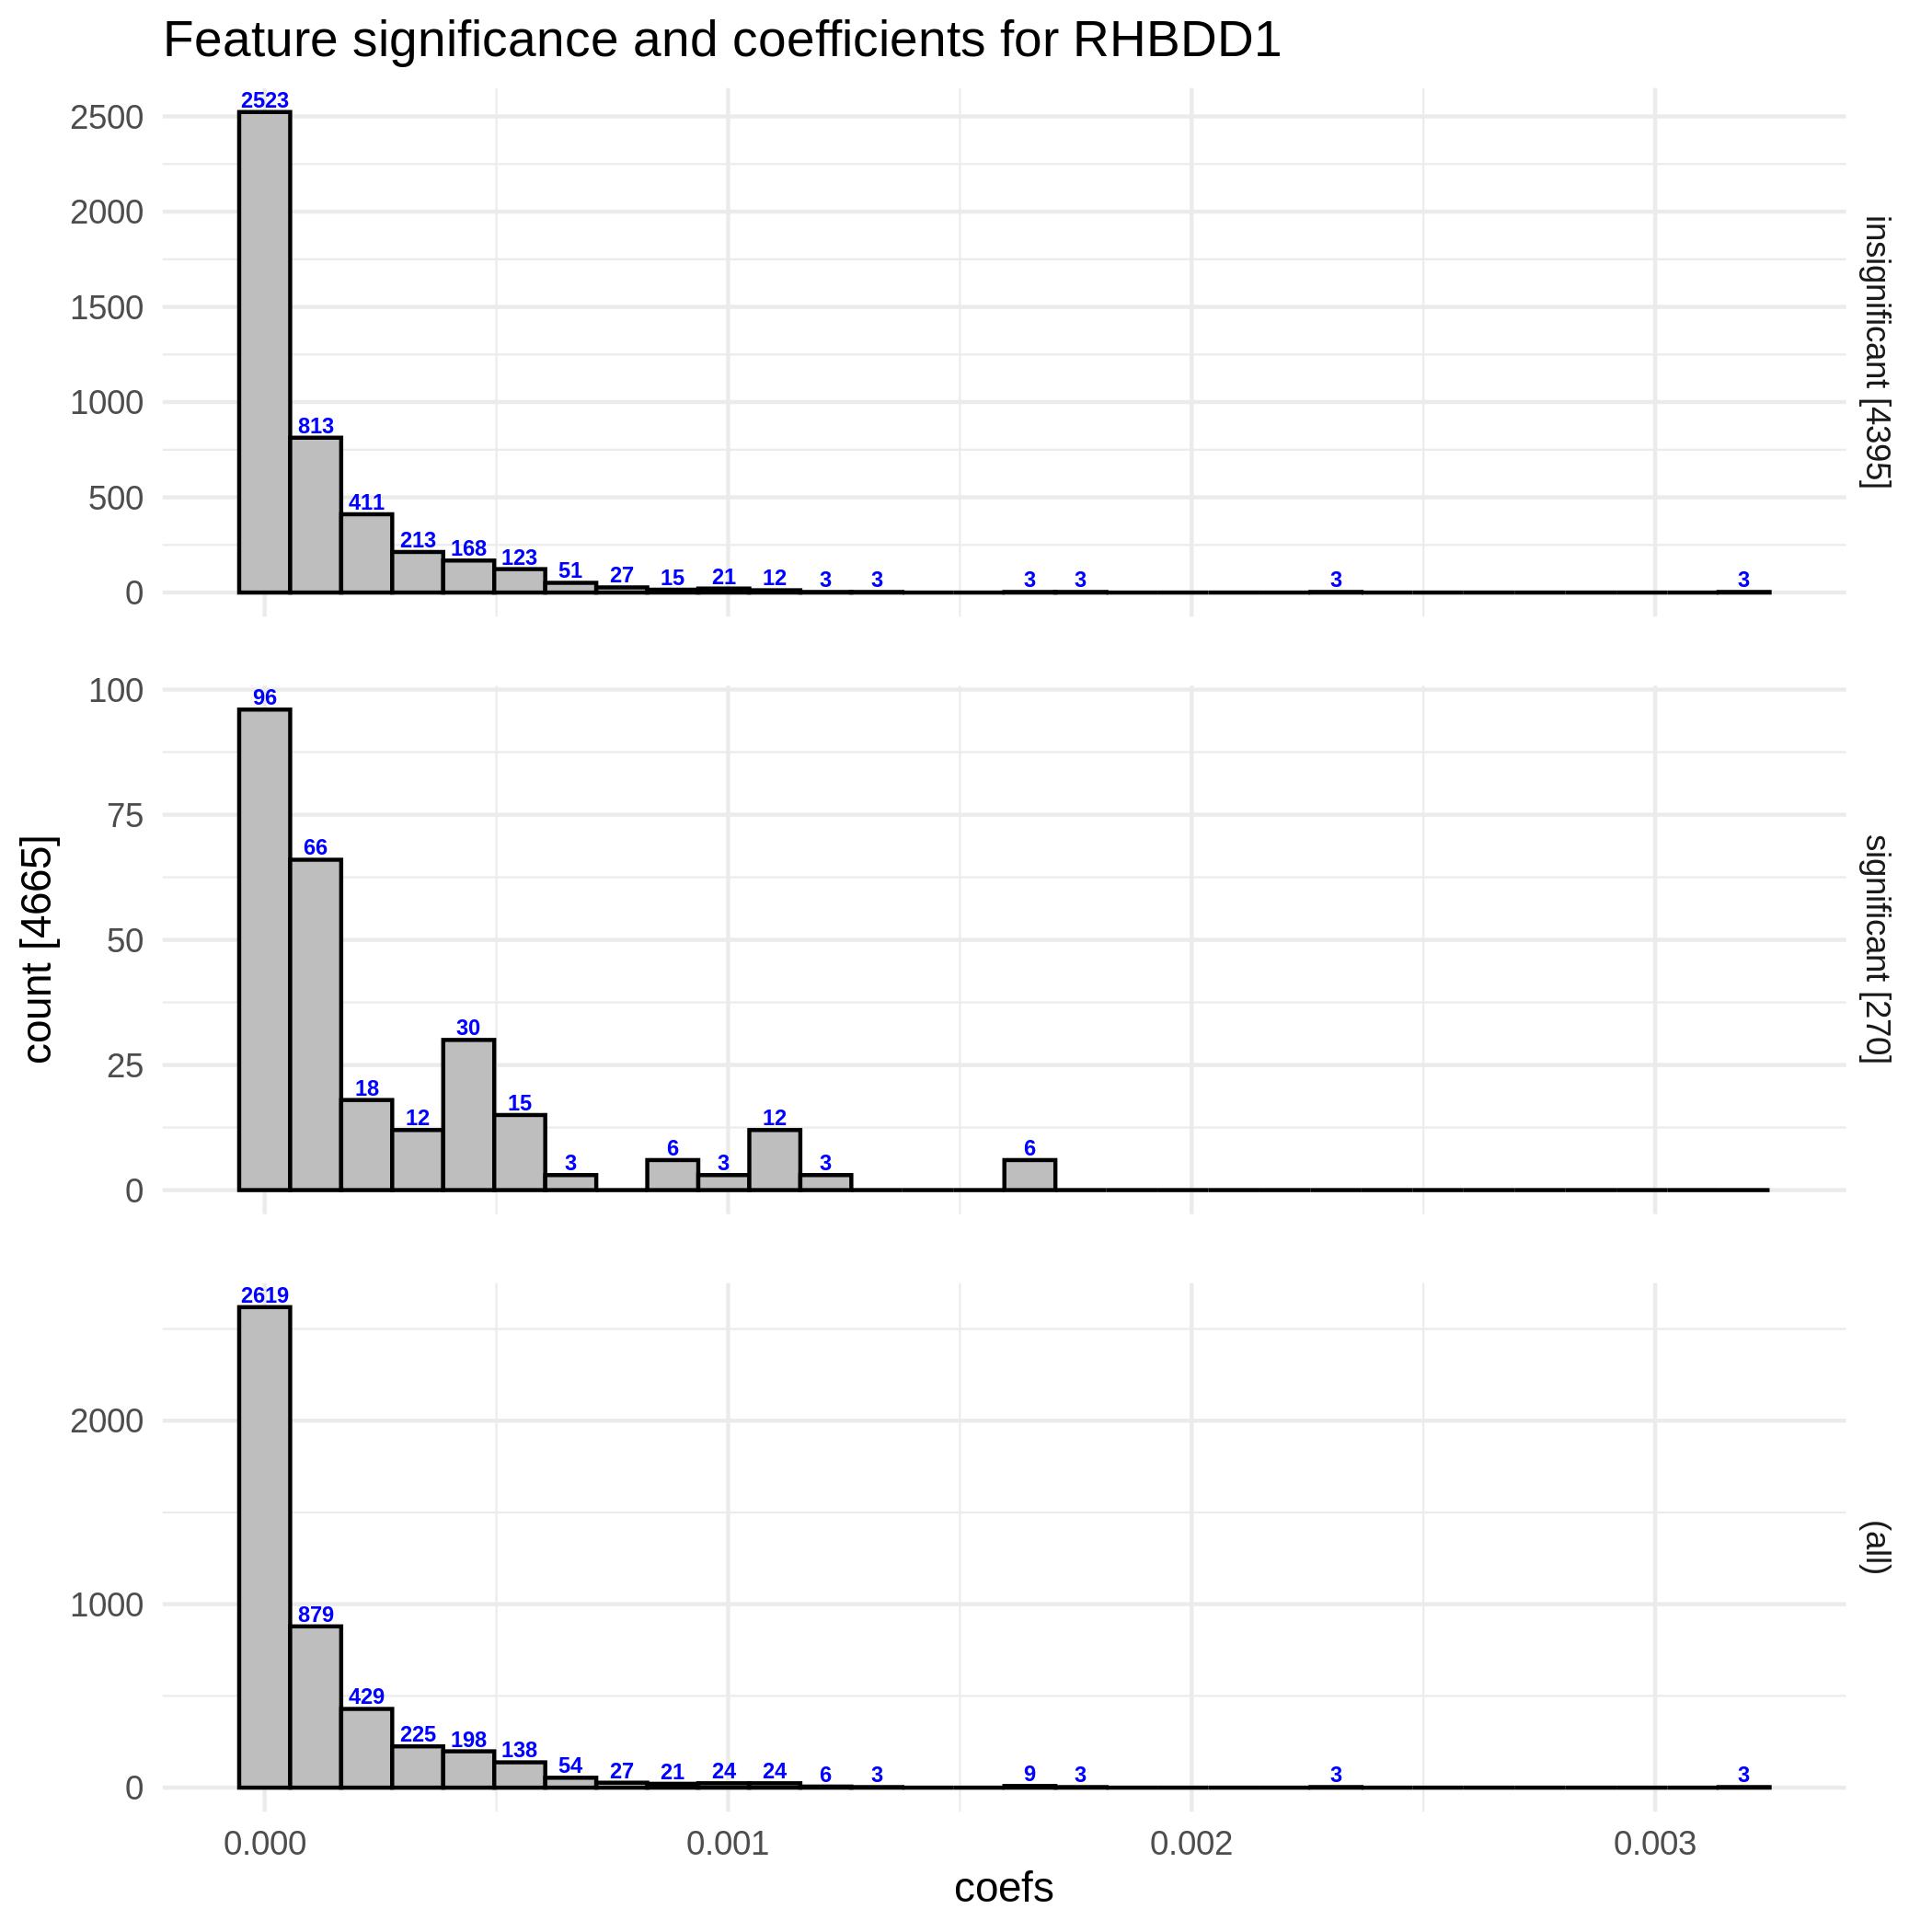 Feature significance and coefficients for RHBDD1
2523
2500
2000
1500
1000
813
500
411
213 168 123 51 27 15 21 12 3 3 3 3 3 3
0
insignificant [4395]
100
96
75
66
50
30
25
18 12 15 3 6 3 12 3 6
0
significant [270]
count [4665]
2619
2000
1000
879
429
225 198 138 54 27 21 24 24 6 3 9 3 3 3
0
(all)
0.000 0.001 0.002 0.003
coefs